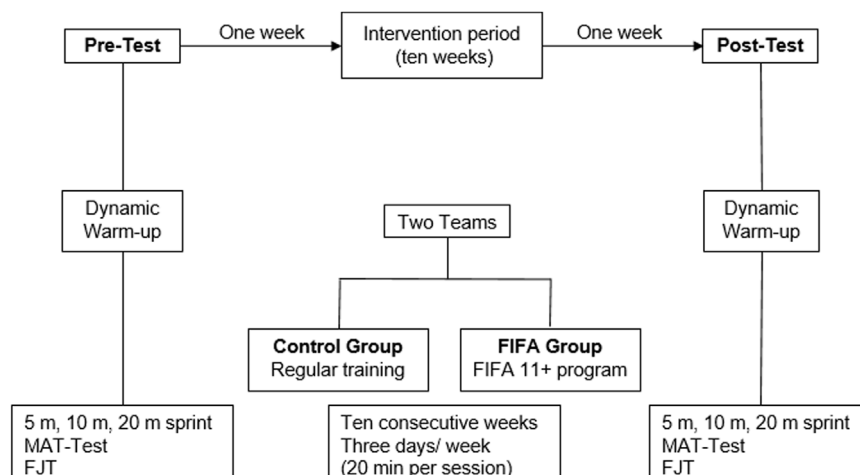 Pre-Test
One week
Intervention period
(ten weeks)
One week
Post-Test
Dynamic
Warm-up
Two Teams
Dynamic
Warm-up
Control Group
Regular training
FIFA Group
FIFA 11+ program
5 m, 10 m, 20 m sprint
MAT-Test
FJT
Ten consecutive weeks
Three days/ week
(20 min per session)
5 m, 10 m, 20 m sprint
MAT-Test
FJT